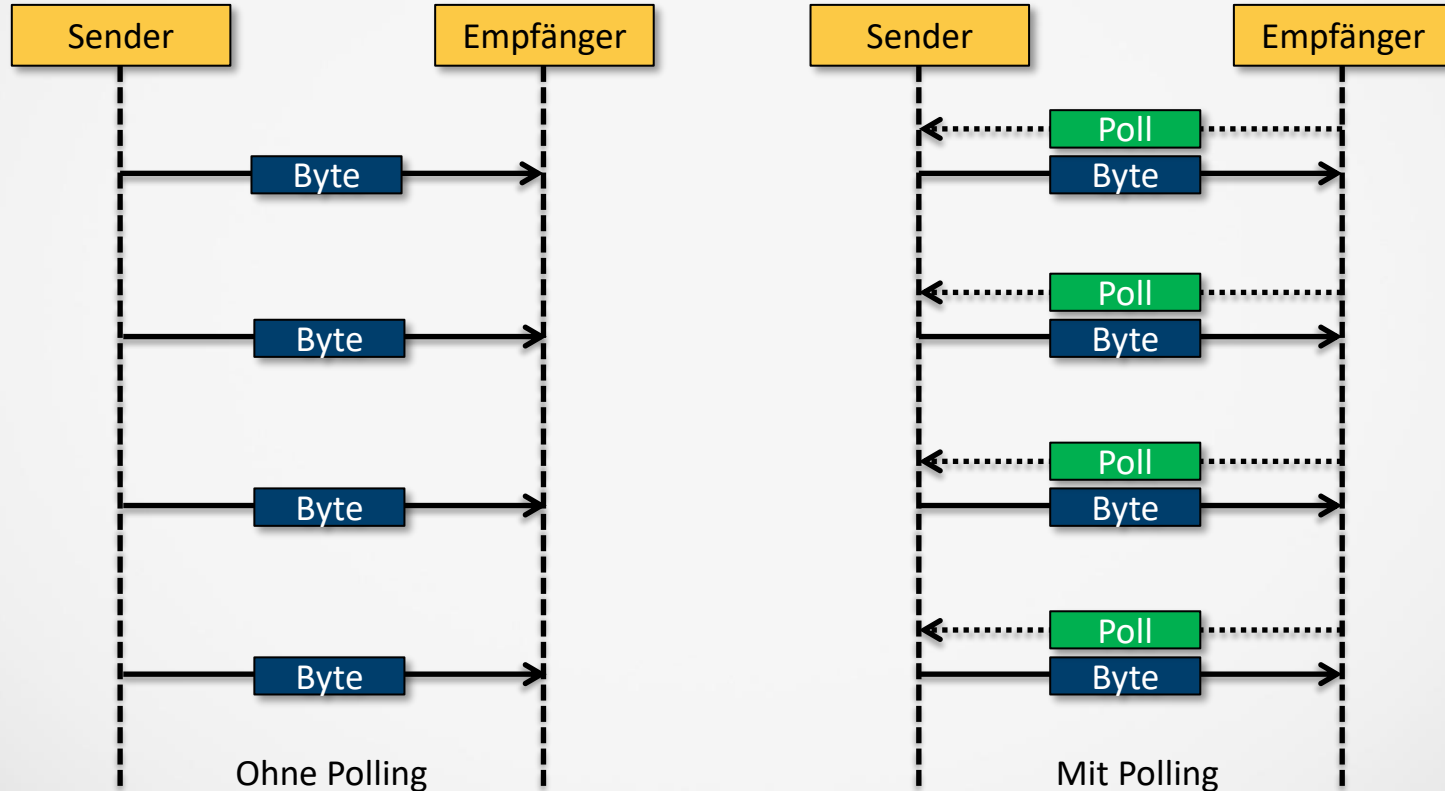 Sender
Empfänger
Byte
Byte
Byte
Byte
Ohne Polling
Sender
Empfänger
Poll
Byte
Poll
Byte
Poll
Byte
Poll
Byte
Mit Polling